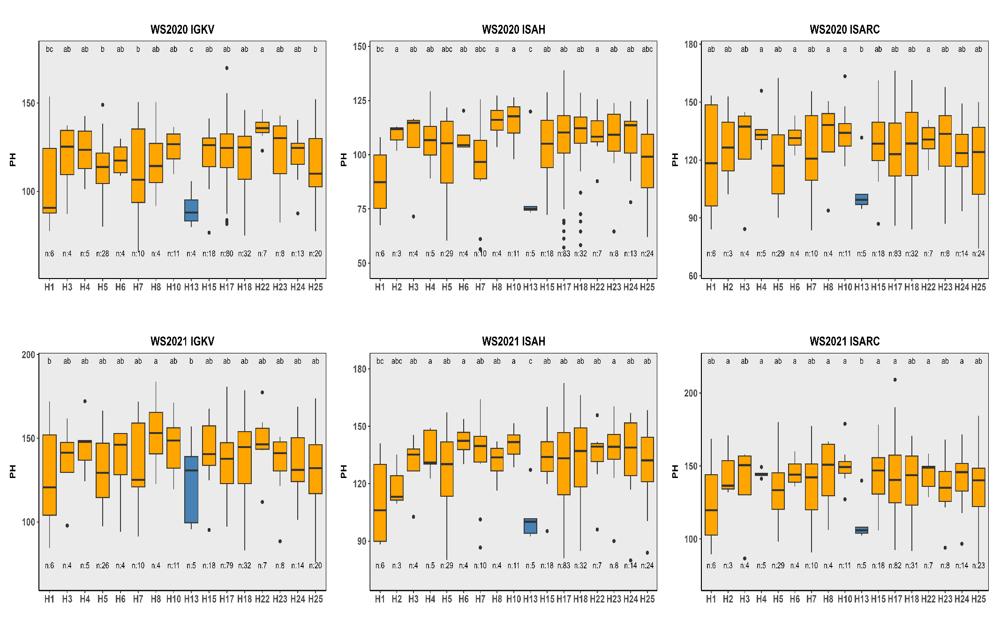 WS2020 IGKV
bc ab ab b ab b ab ab c ab ab ab a ab ab b
150
100
PH
n:6 n:4 n:5 n:28 n:4 n:10 n:4 n:11 n:4 n:18 n:80 n:32 n:7 n:8 n:13 n:20
H1 H3 H4 H5 H6 H7 H8 H10 H13 H15 H17 H18 H22 H23 H24 H25
WS2020 ISAH
bc a ab ab abc ab abc a a c ab ab ab a ab ab abc
150
125
100
75
50
PH
n:6 n:3 n:4 n:5 n:29 n:4 n:10 n:4 n:11 n:5 n:18 n:83 n:32 n:7 n:8 n:13 n:24
H1 H2 H3 H4 H5 H6 H7 H8 H10 H13 H15 H17 H18 H22 H23 H24 H25
WS2020 ISARC
ab ab ab a ab a ab a a b ab ab ab a ab ab ab
180
150
120
90
60
PH
n:6 n:3 n:4 n:5 n:29 n:4 n:10 n:4 n:11 n:5 n:18 n:83 n:32 n:7 n:8 n:14 n:24
H1 H2 H3 H4 H5 H6 H7 H8 H10 H13 H15 H17 H18 H22 H23 H24 H25
WS2021 IGKV
b ab ab ab ab ab a ab b ab ab ab ab ab ab ab
200
150
100
PH
n:6 n:4 n:5 n:26 n:4 n:10 n:4 n:11 n:5 n:18 n:79 n:32 n:7 n:8 n:14 n:20
H1 H3 H4 H5 H6 H7 H8 H10 H13 H15 H17 H18 H22 H23 H24 H25
WS2021 ISAH
bc abc ab a ab a ab ab a c ab ab ab ab a ab ab
180
150
120
90
PH
n:6 n:3 n:4 n:5 n:29 n:4 n:10 n:4 n:11 n:5 n:18 n:83 n:32 n:7 n:8 n:14 n:24
H1 H2 H3 H4 H5 H6 H7 H8 H10 H13 H15 H17 H18 H22 H23 H24 H25
WS2021 ISARC
ab a ab a ab a ab a a b a a ab a ab a ab
200
150
100
PH
n:6 n:3 n:4 n:5 n:29 n:4 n:10 n:4 n:11 n:5 n:18 n:82 n:31 n:7 n:8 n:14 n:23
H1 H2 H3 H4 H5 H6 H7 H8 H10 H13 H15 H17 H18 H22 H23 H24 H25